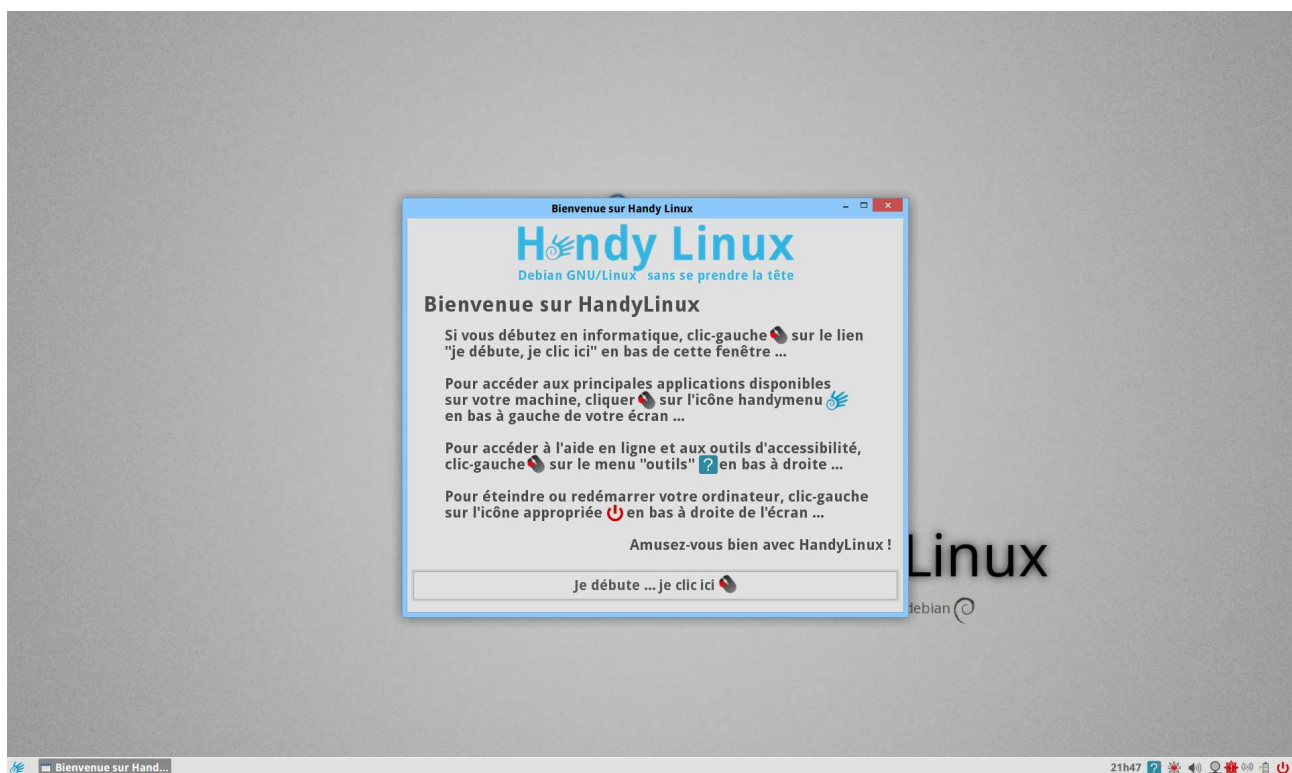 Bienvenue sur Handy Linux
Handy Linux
Debian GNU/Linux sans se prendre la tête
Bienvenue sur HandyLinux
Si vous débutez en informatique, clic-gauche sur le lien
"je débute, je clic ici" en bas de cette fenêtre ...
Pour accéder aux principales applications disponibles
sur votre machine, cliquer sur l'icône handymenu
en bas à gauche de votre écran ...
Pour accéder à l'aide en ligne et aux outils d'accessibilité,
clic-gauche sur le menu "outils" ? en bas à droite ...
Pour éteindre ou redémarrer votre ordinateur, clic-gauche
sur l'icône appropriée en bas à droite de l'écran ...
Amusez-vous bien avec HandyLinux !
Je débute ... je clic ici
Linux
debian
Bienvenue sur Hand...
21h47 ?